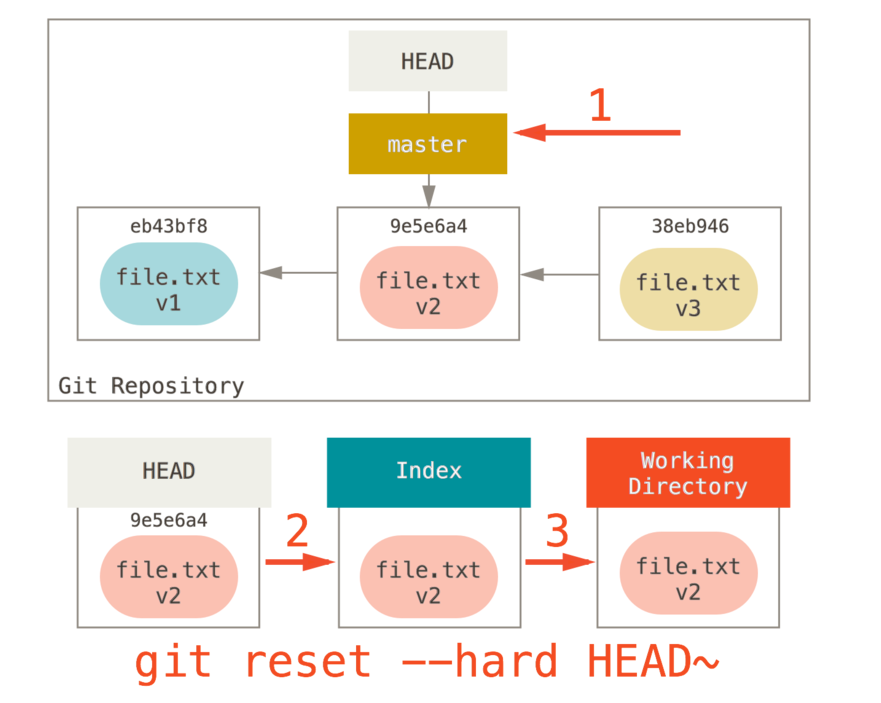 HEAD
1
master
eb43bf8
9e5e6a4
38eb946
file.txt
v1
file.txt
v2
file.txt
v3
Git Repository
HEAD
Index
Working
Directory
9e5e6a4
2
3
file.txt
v2
file.txt
v2
file.txt
v2
git reset --hard HEAD~